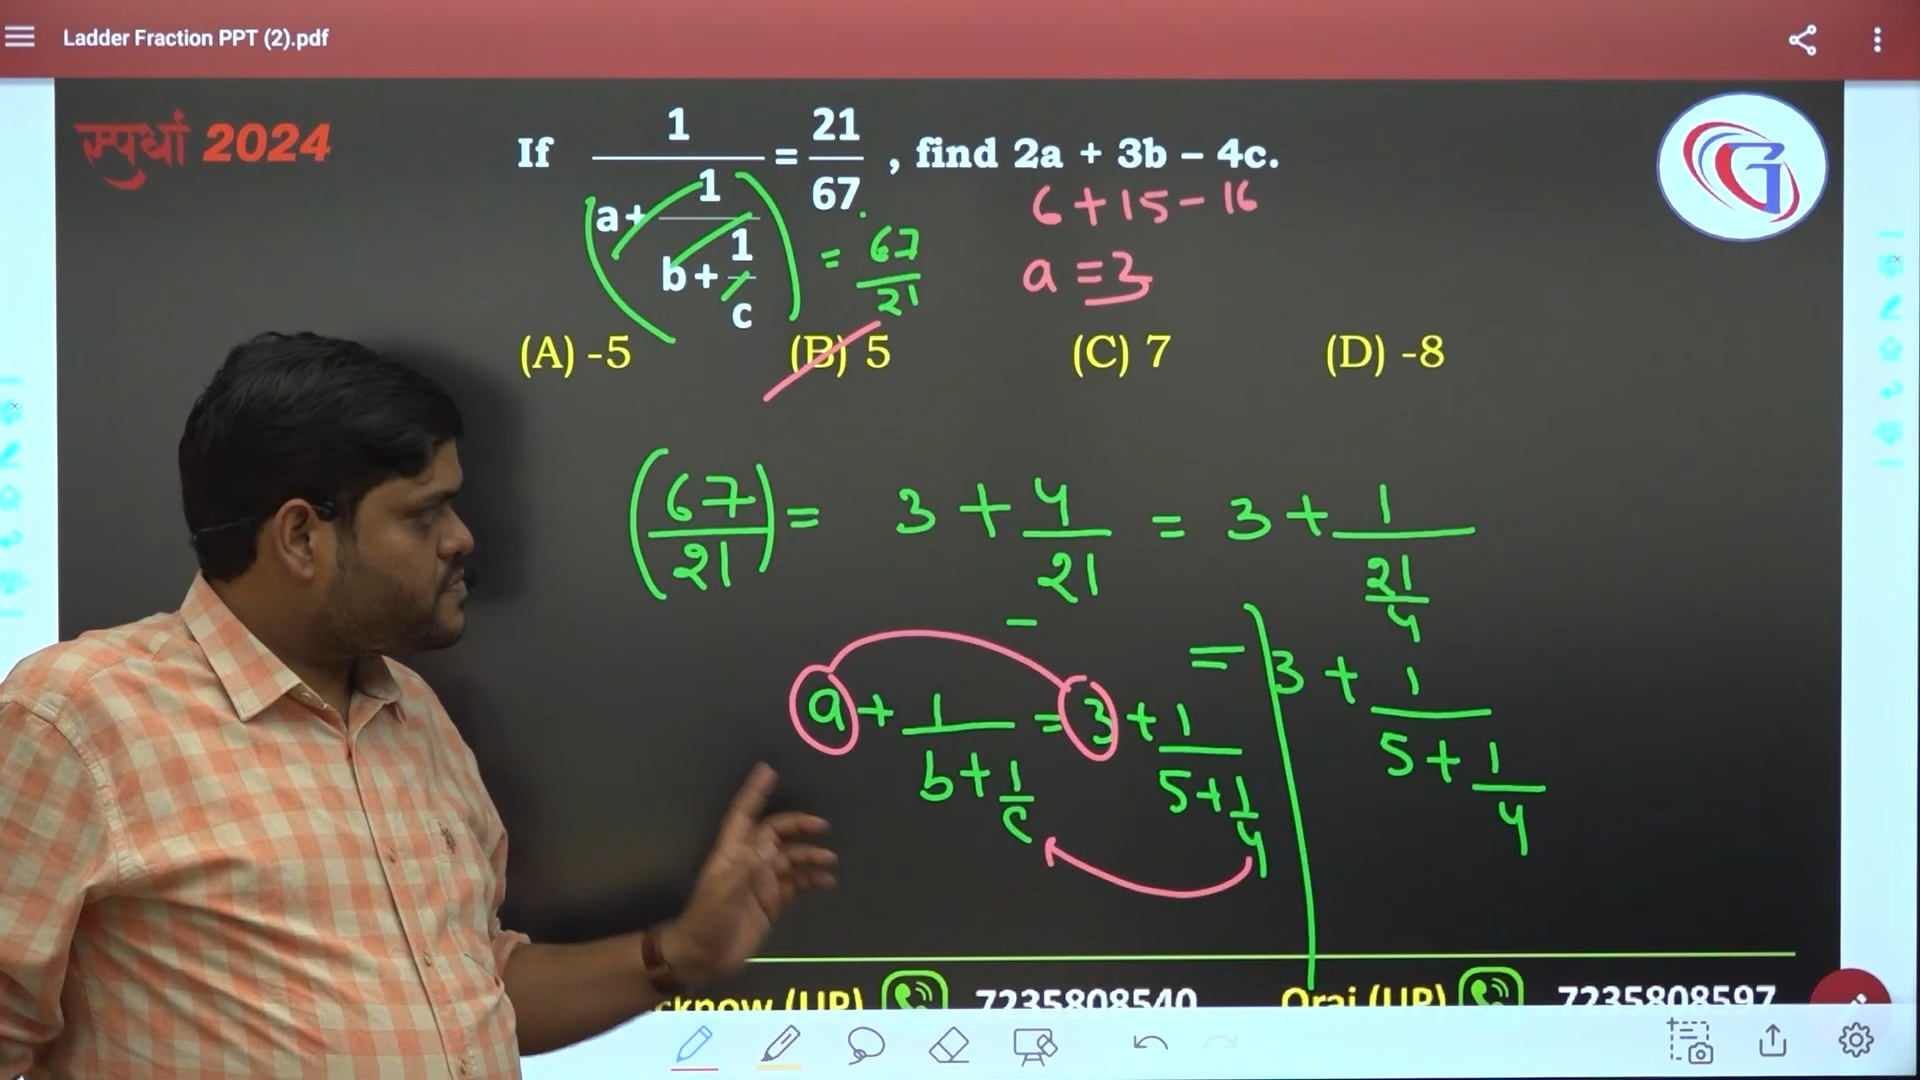 Ladder Fraction PPT (2).pdf
स्पर्धा 2024
If 1/(a+1/(b+1/c)) = 21/67, find 2a + 3b – 4c.
6+15-16
= 67/21
a = 3
(A) -5 (B) 5 (C) 7 (D) -8
(67/21) = 3 + 4/21 = 3 + 1/(21/4)
= 3 + 1/(5+1/4)
a + 1/(b+1/c) = 3 + 1/(5+1/4)
cknow (UP) 7235808540 Orai (UP) 7235808597